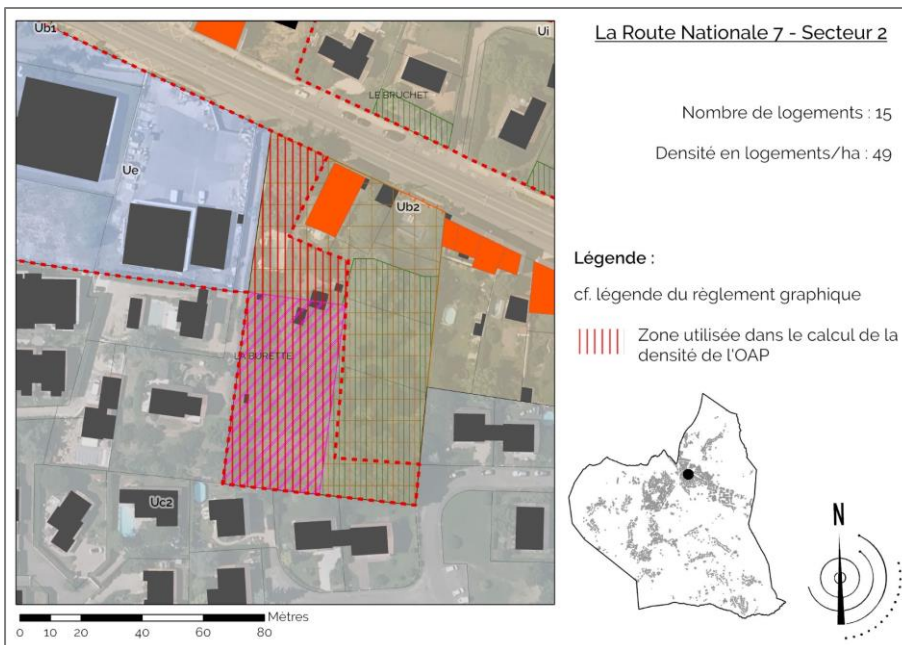 La Route Nationale 7 - Secteur 2
Nombre de logements : 15
Densité en logements/ha : 49
Légende :
cf. légende du règlement graphique
Zone utilisée dans le calcul de la
densité de l'OAP
Ub1
Ui
LE BRUCHET
Ue
Ub2
LA BURETTE
Uc2
N
Mètres
0 10 20 40 60 80